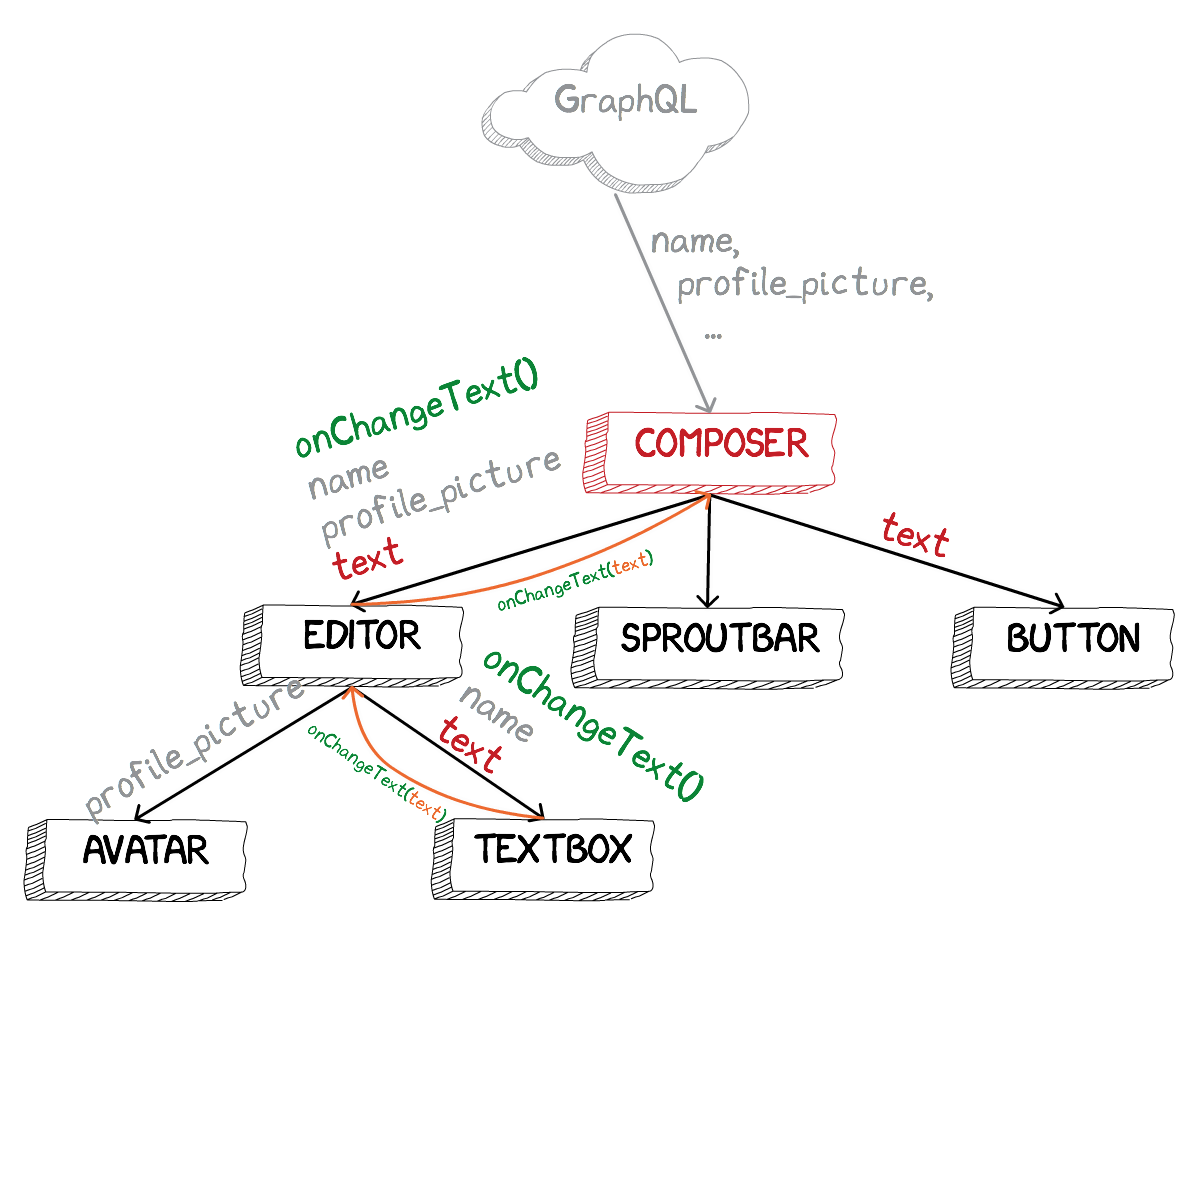 GraphQL
name,
profile_picture,
...
onChangeText()
name
profile_picture
text
COMPOSER
text
onChangeText(text)
EDITOR
SPROUTBAR
BUTTON
profile_picture
onChangeText(text)
text
name
onChangeText()
AVATAR
TEXTBOX